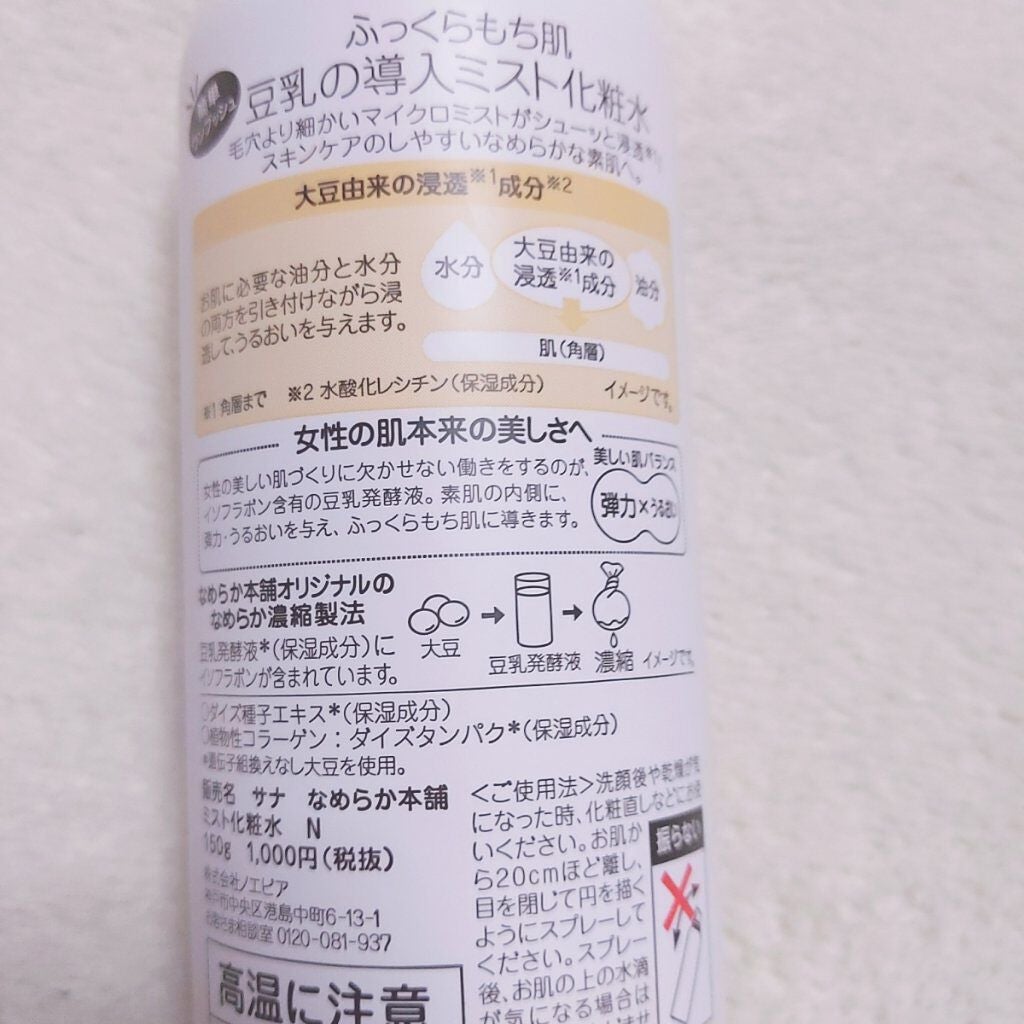 ふっくらもち肌
豆乳の導入ミスト化粧水
毛穴より細かいマイクロミストがシューッと浸透※1
スキンケアのしやすいなめらかな素肌へ。
大豆由来の浸透※1成分※2
お肌に必要な油分と水分
の両方を引き付けながら浸
透して、うるおいを与えます。
水分
大豆由来の
浸透※1成分
油分
肌(角層)
※1 角層まで ※2 水酸化レシチン(保湿成分) イメージです。
女性の肌本来の美しさへ
女性の美しい肌づくりに欠かせない働きをするのが、
イソフラボン含有の豆乳発酵液。素肌の内側に、
弾力・うるおいを与え、ふっくらもち肌に導きます。
美しい肌バランス
弾力×うるおい
なめらか本舗オリジナルの
なめらか濃縮製法
豆乳発酵液*(保湿成分)に
イソフラボンが含まれています。
大豆
豆乳発酵液
濃縮
イメージです。
○ダイズ種子エキス*(保湿成分)
○植物性コラーゲン:ダイズタンパク*(保湿成分)
*遺伝子組換えなし大豆を使用。
販売名 サナ なめらか本舗
ミスト化粧水 N
150g 1,000円(税抜)
株式会社ノエビア
神戸市中央区港島中町6-13-1
お客さま相談室 0120-081-937
高温に注意
<ご使用法>洗顔後や乾燥が気
になった時、化粧直しなどにお使
いください。お肌か
ら20cmほど離し、
目を閉じて円を描く
ようにスプレーして
ください。スプレー
後、お肌の上の水滴
が気になる場合は
振らない